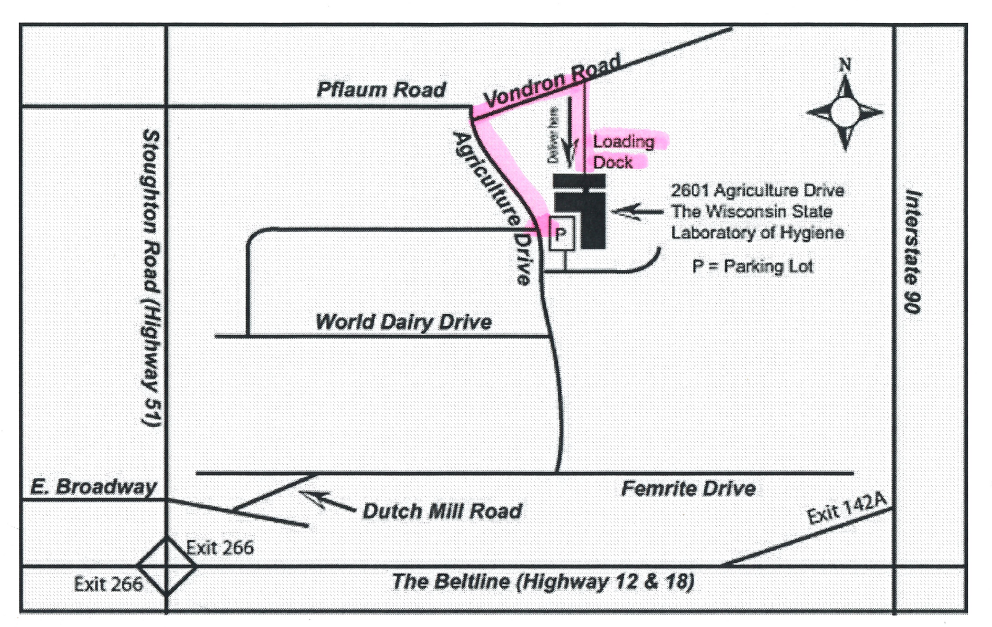 N
Pflaum Road
Vondron Road
Deliver here
Loading
Dock
Stoughton Road (Highway 51)
Agriculture Drive
P
2601 Agriculture Drive
The Wisconsin State
Laboratory of Hygiene
P = Parking Lot
Interstate 90
World Dairy Drive
E. Broadway
Femrite Drive
Dutch Mill Road
Exit 142A
Exit 266
Exit 266
The Beltline (Highway 12 & 18)